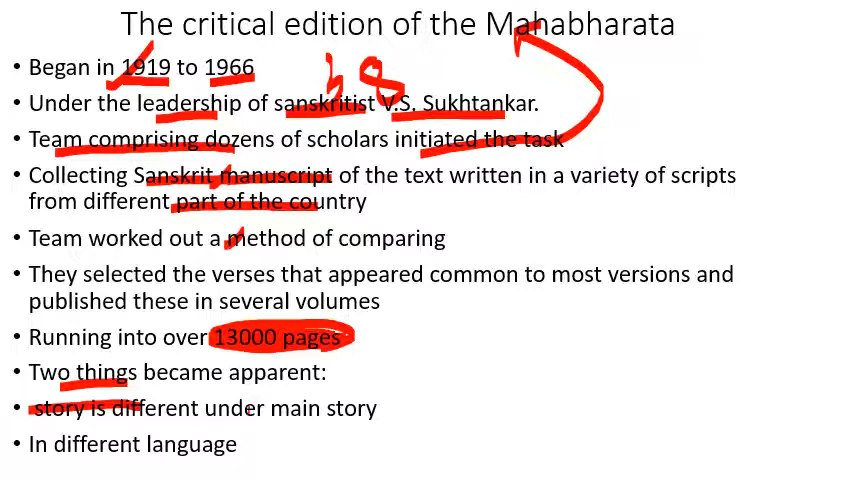 The critical edition of the Mahabharata
• Began in 1919 to 1966
• Under the leadership of sanskritist V.S. Sukhtankar.
• Team comprising dozens of scholars initiated the task
• Collecting Sanskrit manuscript of the text written in a variety of scripts
from different part of the country
• Team worked out a method of comparing
• They selected the verses that appeared common to most versions and
published these in several volumes
• Running into over 13000 pages
• Two things became apparent:
• story is different under main story
• In different language